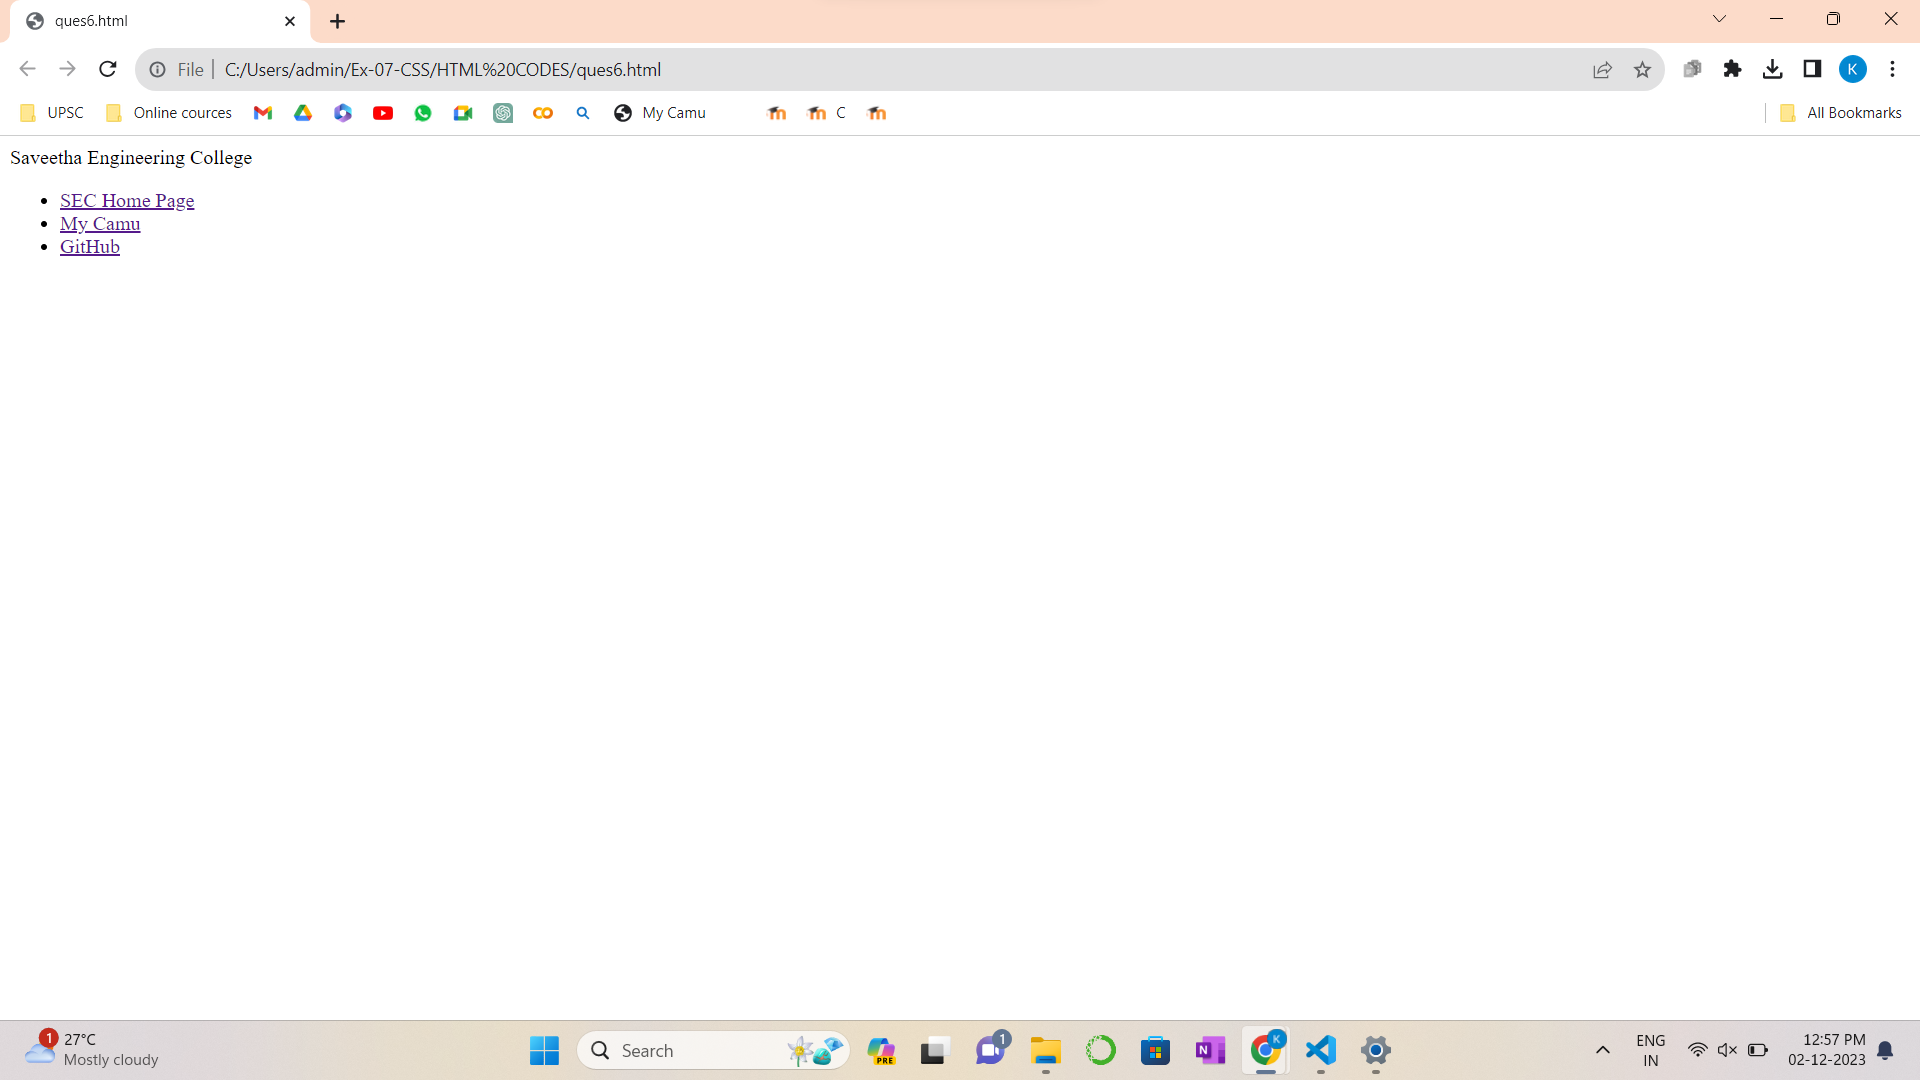 ques6.html
File
C:/Users/admin/Ex-07-CSS/HTML%20CODES/ques6.html
K
UPSC
Online cources
My Camu
C
All Bookmarks
Saveetha Engineering College
SEC Home Page
My Camu
GitHub
1
27°C
Mostly cloudy
Search
PRE
1
N
K
ENG
IN
12:57 PM
02-12-2023